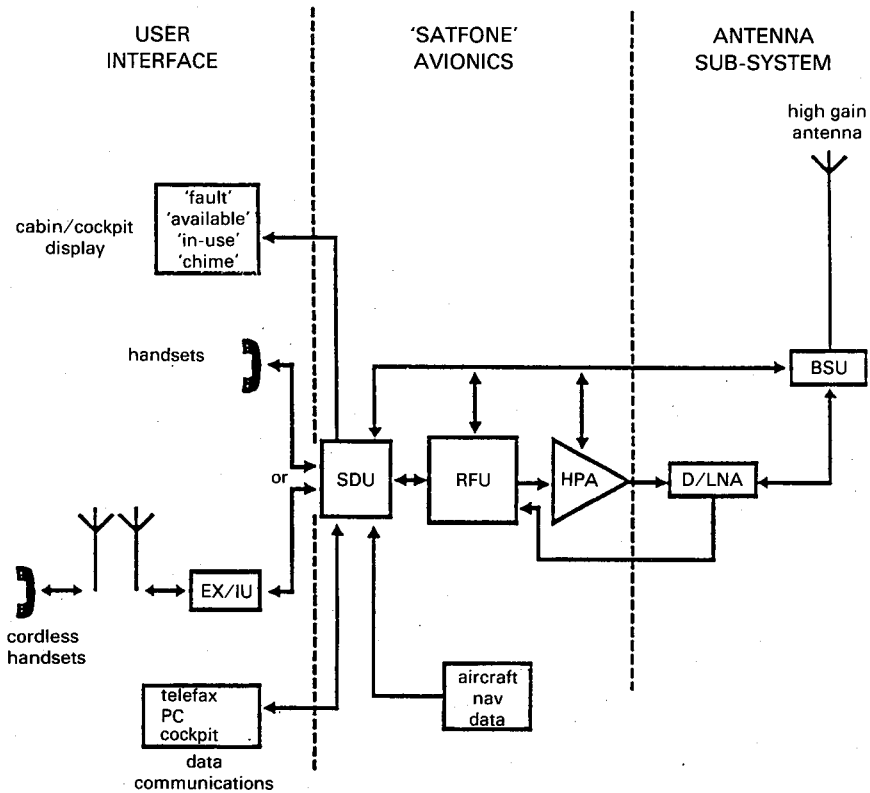 USER
INTERFACE
‘SATFONE’
AVIONICS
ANTENNA
SUB-SYSTEM
high gain
antenna
‘fault’
‘available’
‘in-use’
‘chime’
cabin/cockpit
display
handsets
BSU
or
SDU
RFU
HPA
D/LNA
EX/IU
cordless
handsets
telefax
PC
cockpit
data
communications
aircraft
nav
data